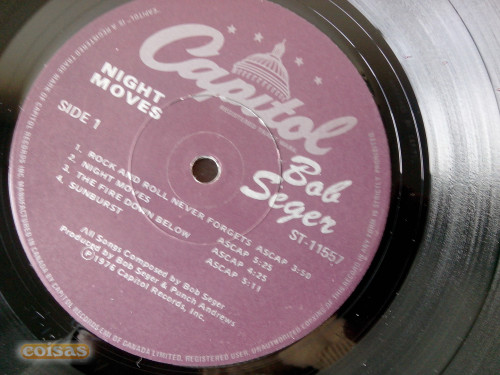 Capitol
NIGHT
MOVES
SIDE 1
Bob
Seger
ST-11557
1. ROCK AND ROLL NEVER FORGETS ASCAP 3:50
2. NIGHT MOVES ASCAP 5:25
3. THE FIRE DOWN BELOW ASCAP 4:25
4. SUNBURST ASCAP 5:11
All Songs Composed by Bob Seger
Produced by Bob Seger & Punch Andrews
Ⓟ1976 Capitol Records, Inc.
coisas